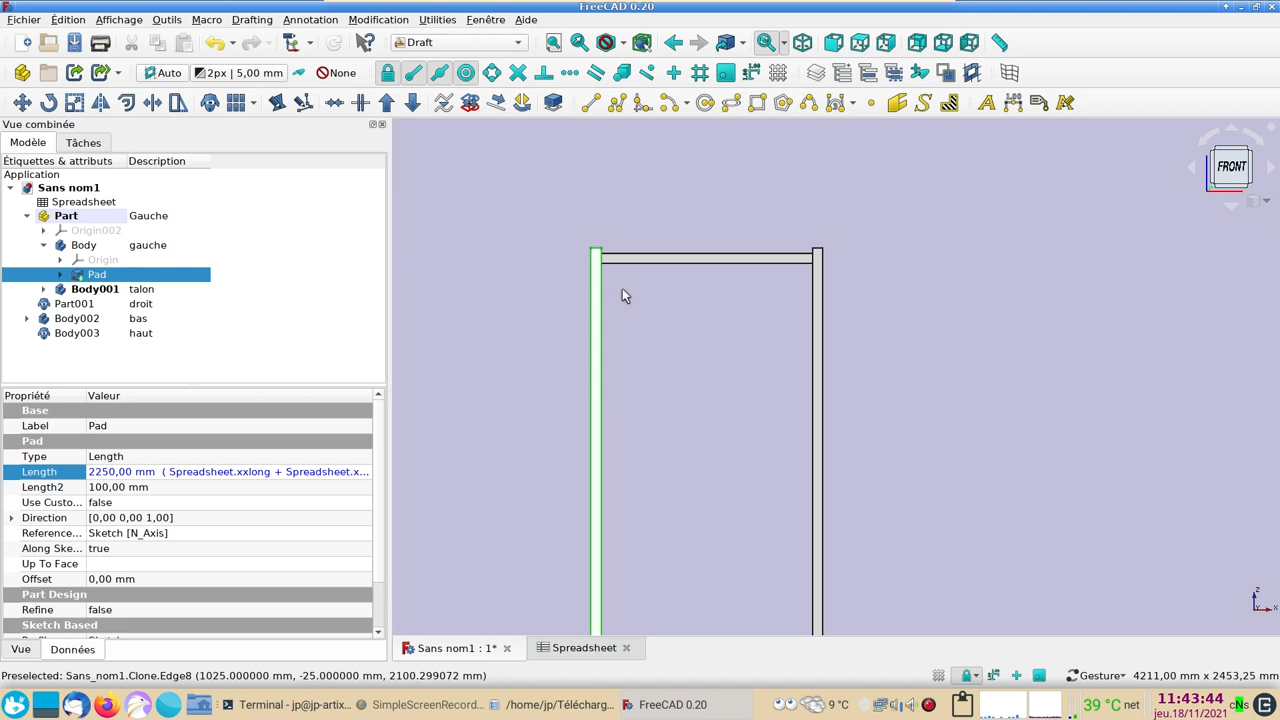 FreeCAD 0.20
Fichier Édition Affichage Outils Macro Drafting Annotation Modification Utilities Fenêtre Aide
Draft
Auto 2px | 5,00 mm None
Vue combinée
Modèle Tâches
Étiquettes & attributs Description
Application
Sans nom1
Spreadsheet
Part Gauche
Origin002
Body gauche
Origin
Pad
Body001 talon
Part001 droit
Body002 bas
Body003 haut
FRONT
Propriété Valeur
Base
Label Pad
Pad
Type Length
Length 2250,00 mm ( Spreadsheet.xxlong + Spreadsheet.x...
Length2 100,00 mm
Use Custo... false
Direction [0,00 0,00 1,00]
Reference... Sketch [N_Axis]
Along Ske... true
Up To Face
Offset 0,00 mm
Part Design
Refine false
Sketch Based
Vue Données
Sans nom1 : 1* Spreadsheet
z
x
Preselected: Sans_nom1.Clone.Edge8 (1025.000000 mm, -25.000000 mm, 2100.299072 mm)
Gesture 4211,00 mm x 2453,25 mm
Terminal - jp@jp-artix... SimpleScreenRecord... /home/jp/Télécharg... FreeCAD 0.20
9 °C
39 °C net
11:43:44
jeu.18/11/2021
cNs